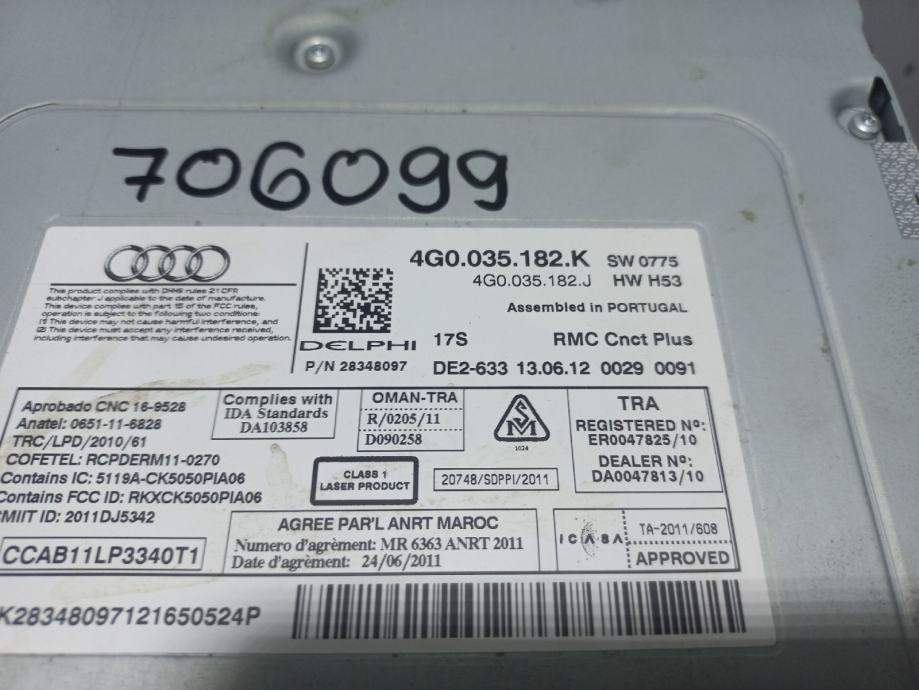 706099
4G0.035.182.K SW 0775
4G0.035.182.J HW H53
Assembled in PORTUGAL
This product complies with DHHS rules 21 CFR
subchapter J applicable to the date of manufacture.
This device complies with part 15 of the FCC rules,
operation is subject to the following two conditions:
(1) This device may not cause harmful interference, and
(2) This device must accept any interference received,
including interference that may cause undesired operation.
DELPHI 17S RMC Cnct Plus
P/N 28348097 DE2-633 13.06.12 0029 0091
Aprobado CNC 16-9528
Anatel: 0651-11-6828
TRC/LPD/2010/61
COFETEL: RCPDERM11-0270
Contains IC: 5119A-CK5050PIA06
Contains FCC ID: RKXCK5050PIA06
CMIIT ID: 2011DJ5342
Complies with
IDA Standards
DA103858
OMAN-TRA
R/0205/11
D090258
SM
1024
TRA
REGISTERED Nº:
ER0047825/10
DEALER Nº:
DA0047813/10
CLASS 1
LASER PRODUCT
20748/SDPPI/2011
CCAB11LP3340T1
AGREE PAR'L ANRT MAROC
Numero d'agrément: MR 6363 ANRT 2011
Date d'agrément: 24/06/2011
ICASA
TA-2011/608
APPROVED
K28348097121650524P